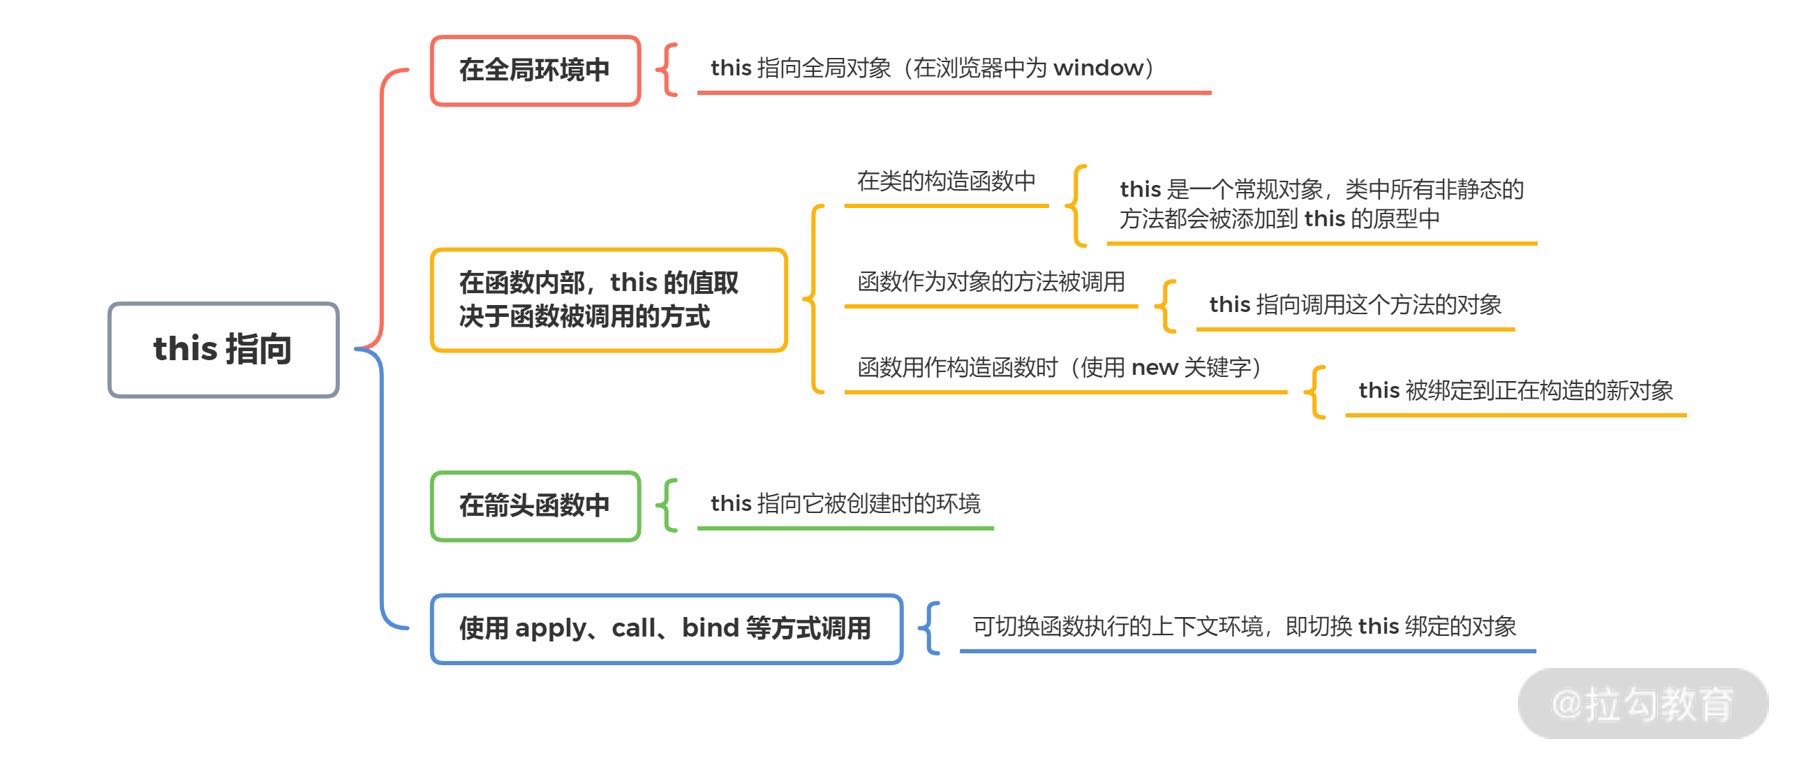 this 指向
在全局环境中
this 指向全局对象（在浏览器中为 window）
在函数内部，this 的值取
决于函数被调用的方式
在类的构造函数中
this 是一个常规对象，类中所有非静态的
方法都会被添加到 this 的原型中
函数作为对象的方法被调用
this 指向调用这个方法的对象
函数用作构造函数时（使用 new 关键字）
this 被绑定到正在构造的新对象
在箭头函数中
this 指向它被创建时的环境
使用 apply、call、bind 等方式调用
可切换函数执行的上下文环境，即切换 this 绑定的对象
@拉勾教育